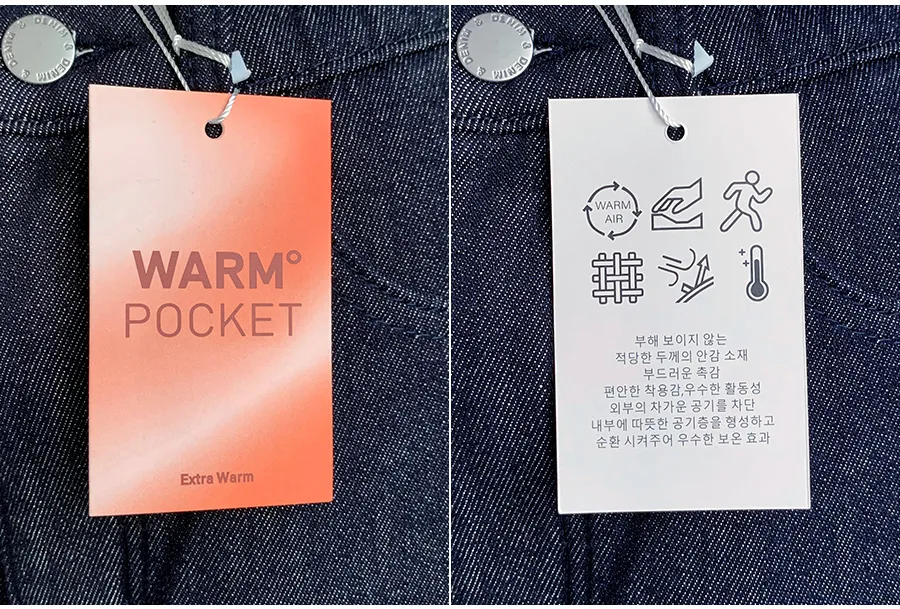 DENIM & DENIM &
WARM°
POCKET
Extra Warm
DENIM & DENIM &
WARM
AIR
부해 보이지 않는
적당한 두께의 안감 소재
부드러운 촉감
편안한 착용감,우수한 활동성
외부의 차가운 공기를 차단
내부에 따뜻한 공기층을 형성하고
순환 시켜주어 우수한 보온 효과